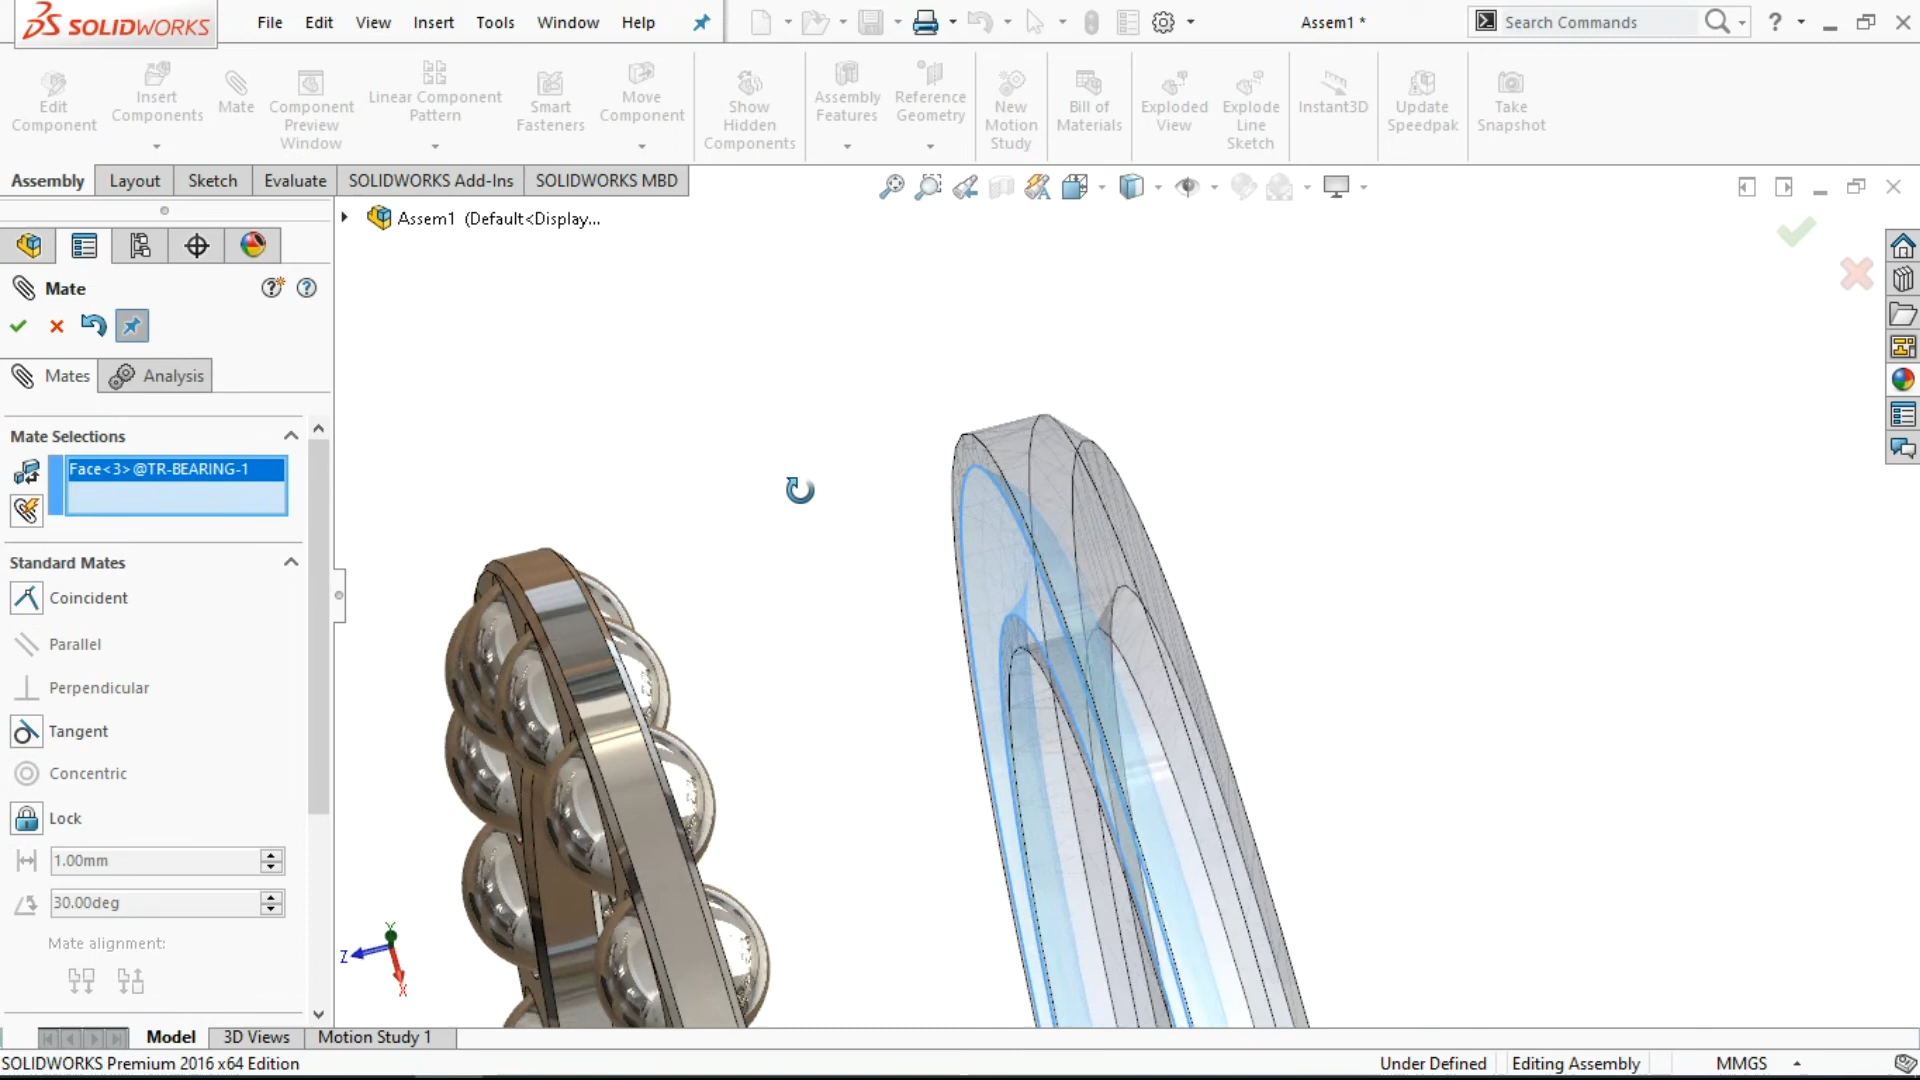 SOLIDWORKS
File Edit View Insert Tools Window Help
Assem1 *
Search Commands
Edit Component
Insert Components
Mate
Component Preview Window
Linear Component Pattern
Smart Fasteners
Move Component
Show Hidden Components
Assembly Features
Reference Geometry
New Motion Study
Bill of Materials
Exploded View
Explode Line Sketch
Instant3D
Update Speedpak
Take Snapshot
Assembly Layout Sketch Evaluate SOLIDWORKS Add-Ins SOLIDWORKS MBD
Assem1 (Default<Display...
Mate
Mates Analysis
Mate Selections
Face<3>@TR-BEARING-1
Standard Mates
Coincident
Parallel
Perpendicular
Tangent
Concentric
Lock
1.00mm
30.00deg
Mate alignment:
Y
Z
X
Model 3D Views Motion Study 1
SOLIDWORKS Premium 2016 x64 Edition
Under Defined Editing Assembly MMGS